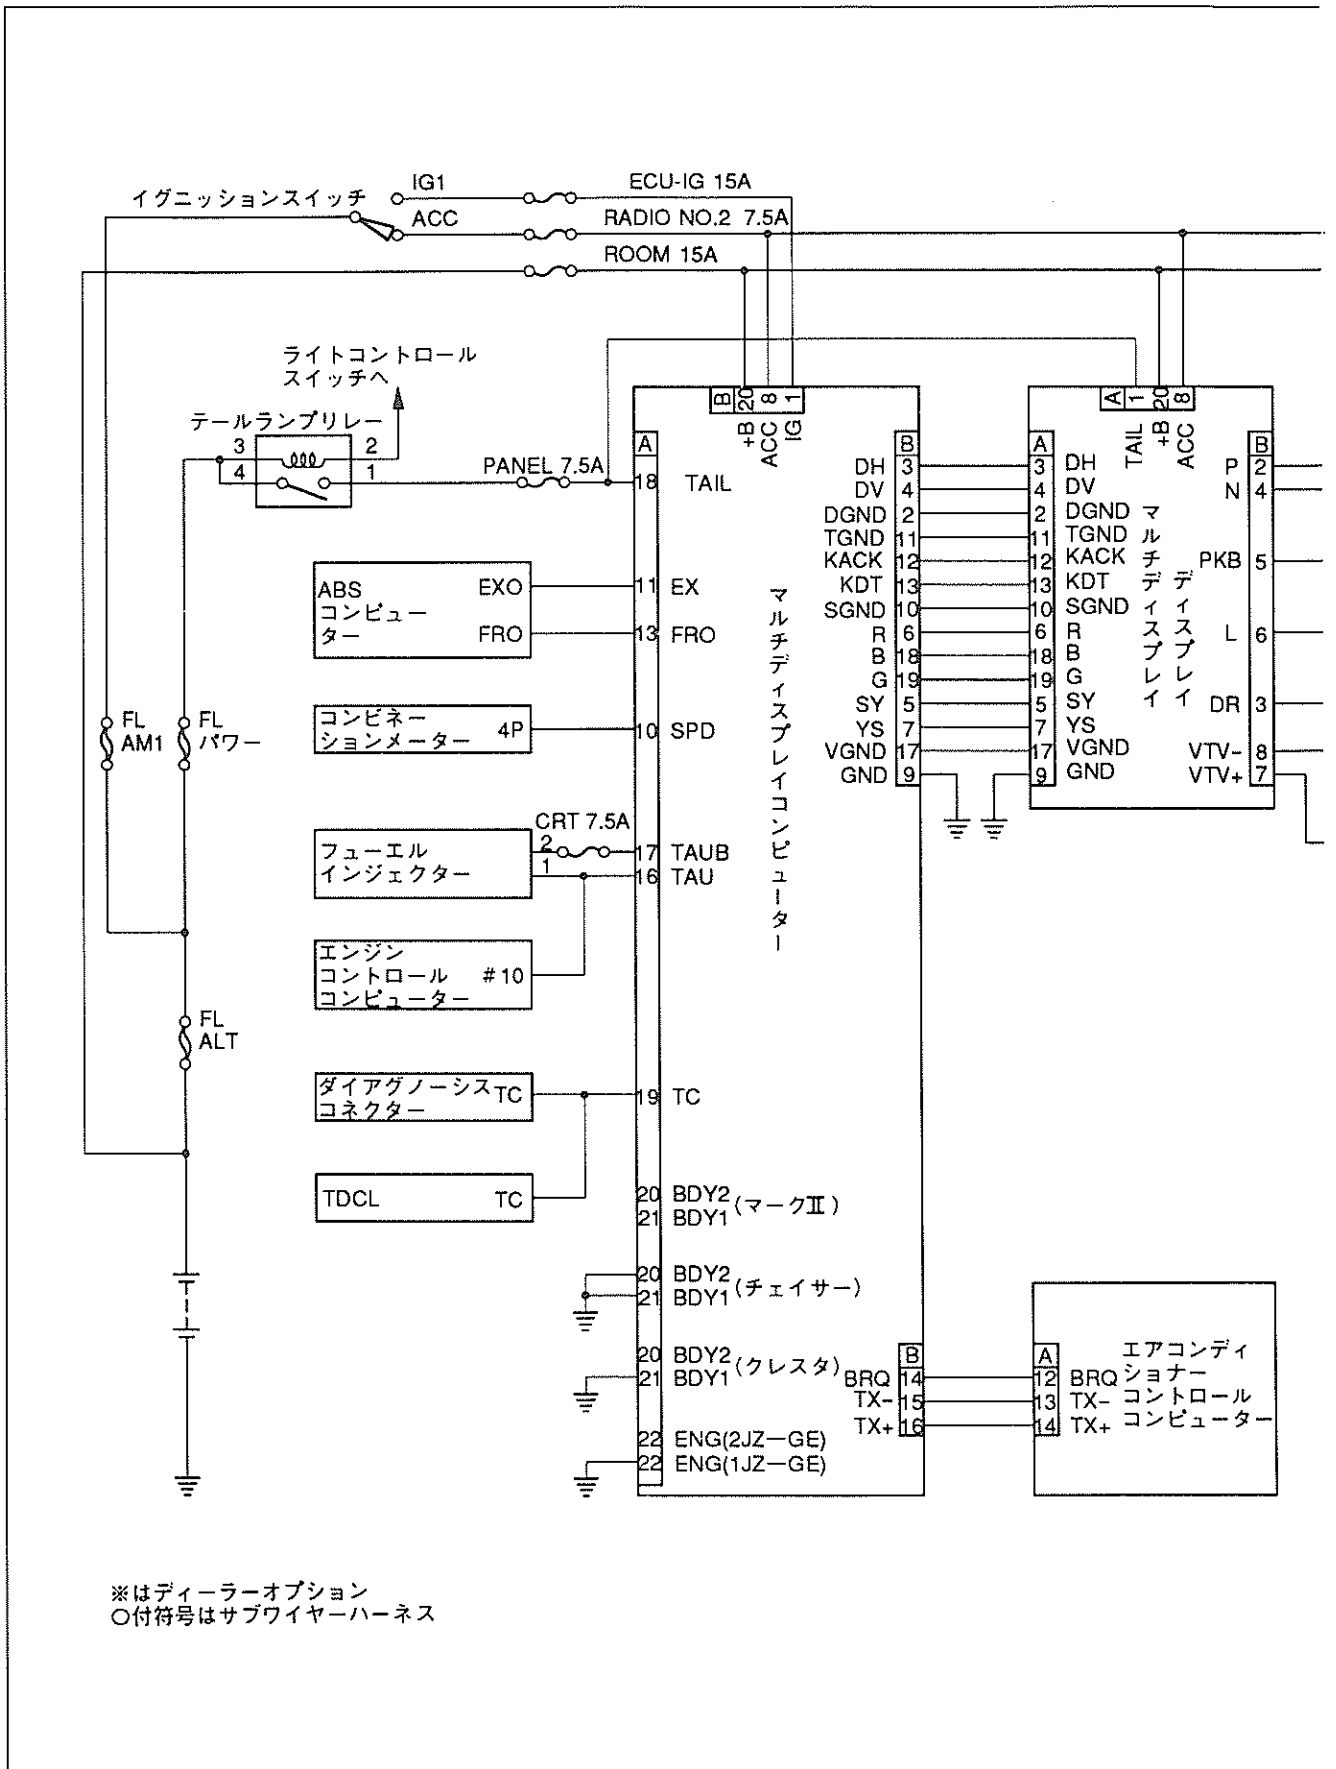 イグニッションスイッチ
IG1
ECU-IG 15A
ACC
RADIO NO.2 7.5A
ROOM 15A
ライトコントロール
スイッチへ
テールランプリレー
3
2
4
1
PANEL 7.5A
FL
AM1
FL
パワー
FL
ALT
ABS
コンピュー
ター
EXO
FRO
コンビネー
ションメーター
4P
フューエル
インジェクター
2
1
CRT 7.5A
エンジン
コントロール
コンピューター
#10
ダイアグノーシス
コネクター
TC
TDCL
TC
B
20
8
1
+B
ACC
IG
A
18 TAIL
11 EX
13 FRO
10 SPD
17 TAUB
16 TAU
19 TC
20 BDY2
21 BDY1
(マークⅡ)
20 BDY2
21 BDY1
(チェイサー)
20 BDY2
21 BDY1
(クレスタ)
22 ENG(2JZ—GE)
22 ENG(1JZ—GE)
マルチディスプレイコンピューター
B
DH 3
DV 4
DGND 2
TGND 11
KACK 12
KDT 13
SGND 10
R 6
B 18
G 19
SY 5
YS 7
VGND 17
GND 9
B
BRQ 14
TX- 15
TX+ 16
A
1
20
8
TAIL
+B
ACC
A
3 DH
4 DV
2 DGND
11 TGND
12 KACK
13 KDT
10 SGND
6 R
18 B
19 G
5 SY
7 YS
17 VGND
9 GND
マルチディスプレイ
ディスプレイ
B
P 2
N 4
PKB 5
L 6
DR 3
VTV- 8
VTV+ 7
A
12 BRQ
13 TX-
14 TX+
エアコンディ
ショナー
コントロール
コンピューター
※はディーラーオプション
○付符号はサブワイヤーハーネス